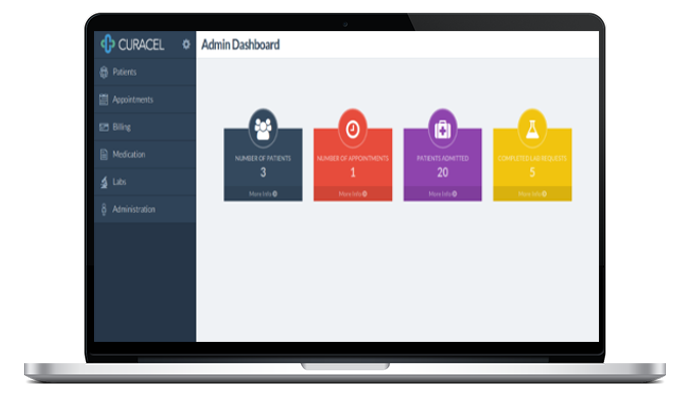 CURACEL
Admin Dashboard
Patients
Appointments
Billing
Medication
Labs
Administration
NUMBER OF PATIENTS
3
More Info
NUMBER OF APPOINTMENTS
1
More Info
PATIENTS ADMITTED
20
More Info
COMPLETED LAB REQUESTS
5
More Info